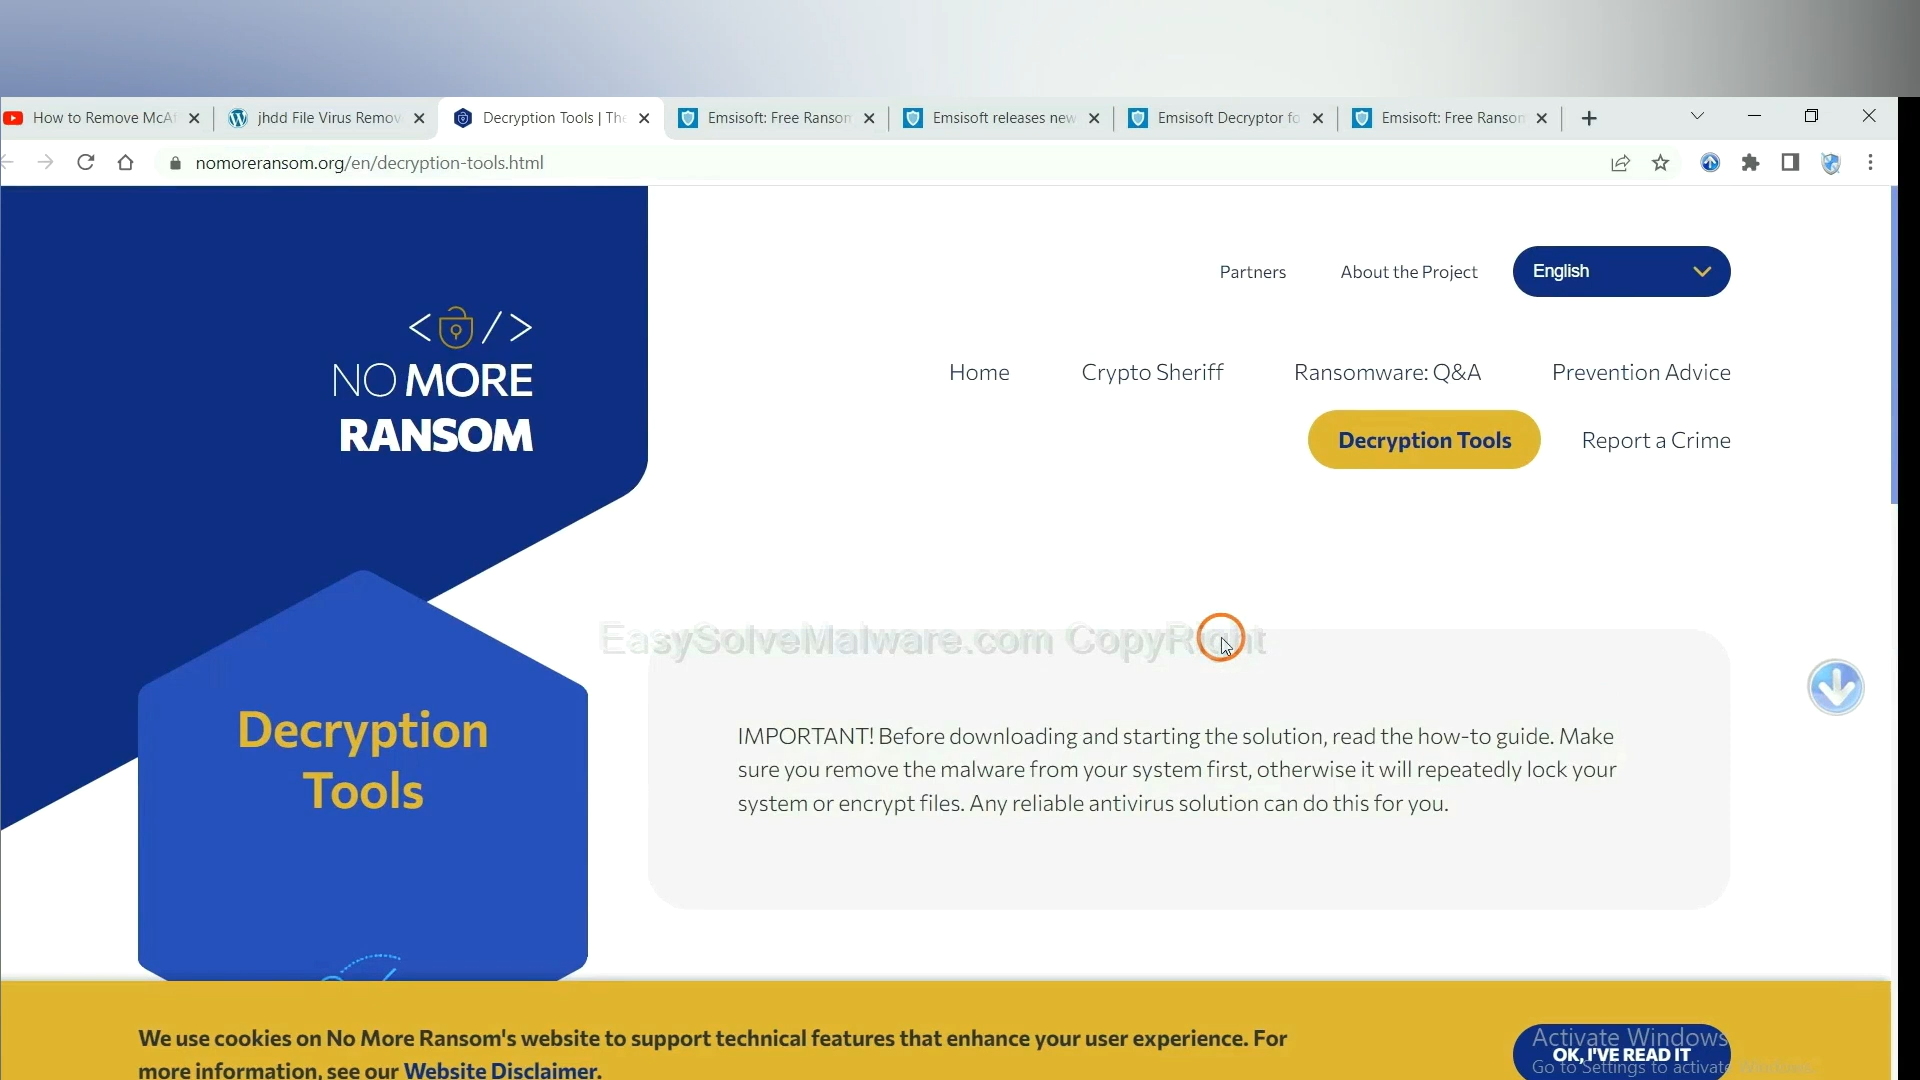 How to Remove McAf
jhdd File Virus Remov
Decryption Tools | The
Emsisoft: Free Ransom
Emsisoft releases new
Emsisoft Decryptor fo
Emsisoft: Free Ransom
nomoreransom.org/en/decryption-tools.html
Partners
About the Project
English
NO MORE
RANSOM
Home
Crypto Sheriff
Ransomware: Q&A
Prevention Advice
Decryption Tools
Report a Crime
EasySolveMalware.com CopyRight
Decryption
Tools
IMPORTANT! Before downloading and starting the solution, read the how-to guide. Make
sure you remove the malware from your system first, otherwise it will repeatedly lock your
system or encrypt files. Any reliable antivirus solution can do this for you.
We use cookies on No More Ransom's website to support technical features that enhance your user experience. For
more information, see our Website Disclaimer.
OK, I'VE READ IT
Activate Windows
Go to Settings to activate Windows.